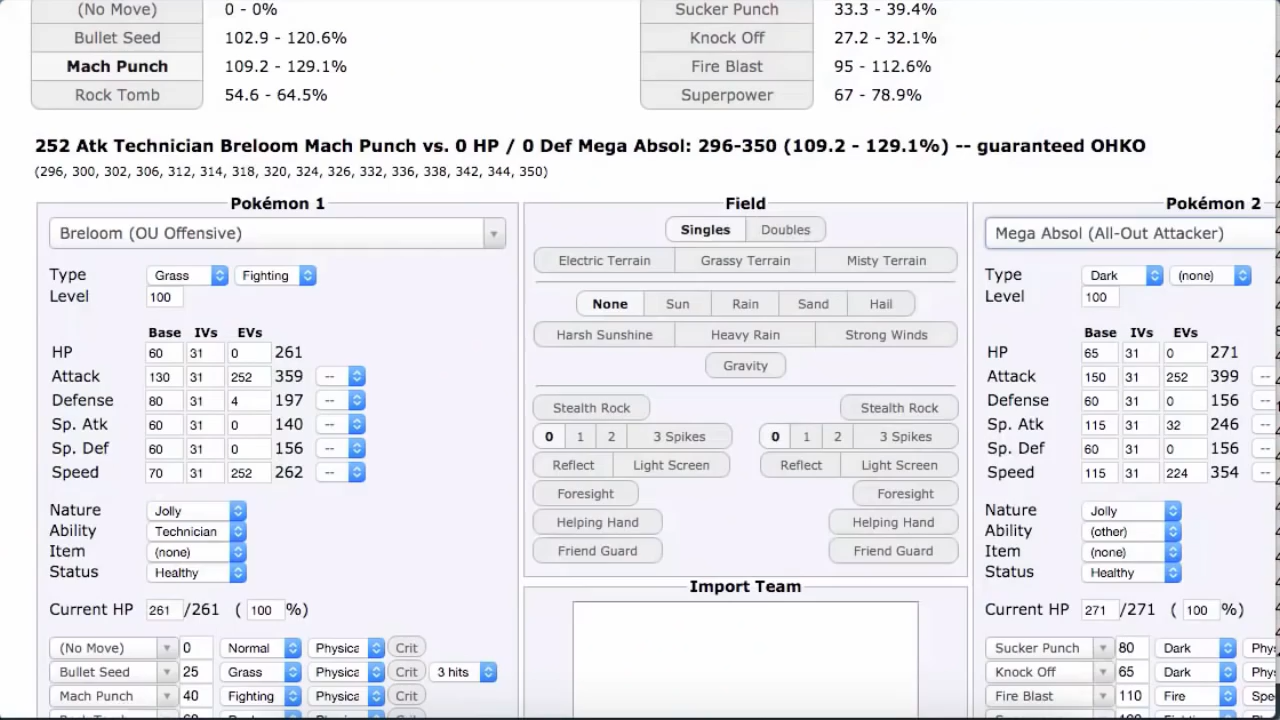 (No Move) 0 - 0% Sucker Punch 33.3 - 39.4%
Bullet Seed 102.9 - 120.6% Knock Off 27.2 - 32.1%
Mach Punch 109.2 - 129.1% Fire Blast 95 - 112.6%
Rock Tomb 54.6 - 64.5% Superpower 67 - 78.9%
252 Atk Technician Breloom Mach Punch vs. 0 HP / 0 Def Mega Absol: 296-350 (109.2 - 129.1%) -- guaranteed OHKO
(296, 300, 302, 306, 312, 314, 318, 320, 324, 326, 332, 336, 338, 342, 344, 350)
Pokémon 1
Breloom (OU Offensive)
Type Grass Fighting
Level 100
Base IVs EVs
HP 60 31 0 261
Attack 130 31 252 359 --
Defense 80 31 4 197 --
Sp. Atk 60 31 0 140 --
Sp. Def 60 31 0 156 --
Speed 70 31 252 262 --
Nature Jolly
Ability Technician
Item (none)
Status Healthy
Current HP 261 /261 ( 100 %)
(No Move) 0 Normal Physica Crit
Bullet Seed 25 Grass Physica Crit 3 hits
Mach Punch 40 Fighting Physica Crit
Field
Singles Doubles
Electric Terrain Grassy Terrain Misty Terrain
None Sun Rain Sand Hail
Harsh Sunshine Heavy Rain Strong Winds
Gravity
Stealth Rock Stealth Rock
0 1 2 3 Spikes 0 1 2 3 Spikes
Reflect Light Screen Reflect Light Screen
Foresight Foresight
Helping Hand Helping Hand
Friend Guard Friend Guard
Import Team
Pokémon 2
Mega Absol (All-Out Attacker)
Type Dark (none)
Level 100
Base IVs EVs
HP 65 31 0 271
Attack 150 31 252 399 --
Defense 60 31 0 156 --
Sp. Atk 115 31 32 246 --
Sp. Def 60 31 0 156 --
Speed 115 31 224 354 --
Nature Jolly
Ability (other)
Item (none)
Status Healthy
Current HP 271 /271 ( 100 %)
Sucker Punch 80 Dark Phy
Knock Off 65 Dark Phy
Fire Blast 110 Fire Spe